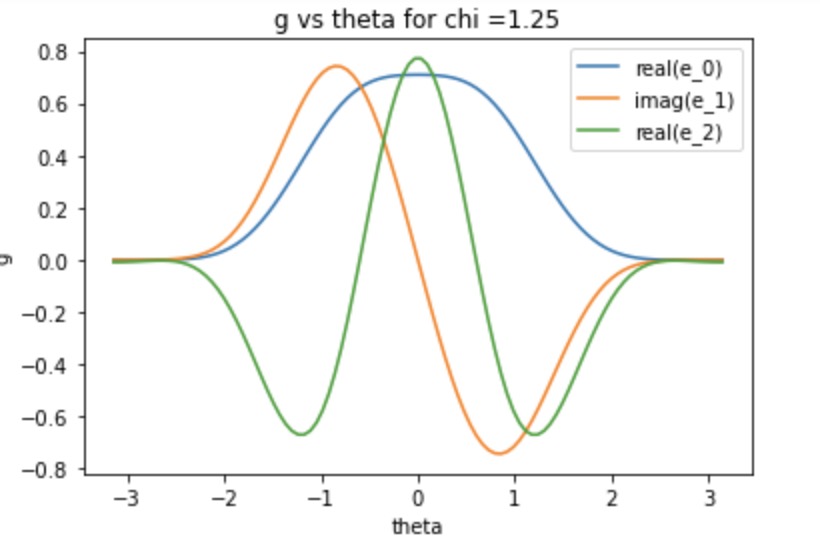 g vs theta for chi =1.25
0.8
0.6
0.4
0.2
0.0
−0.2
−0.4
−0.6
−0.8
g
real(e_0)
imag(e_1)
real(e_2)
−3 −2 −1 0 1 2 3
theta